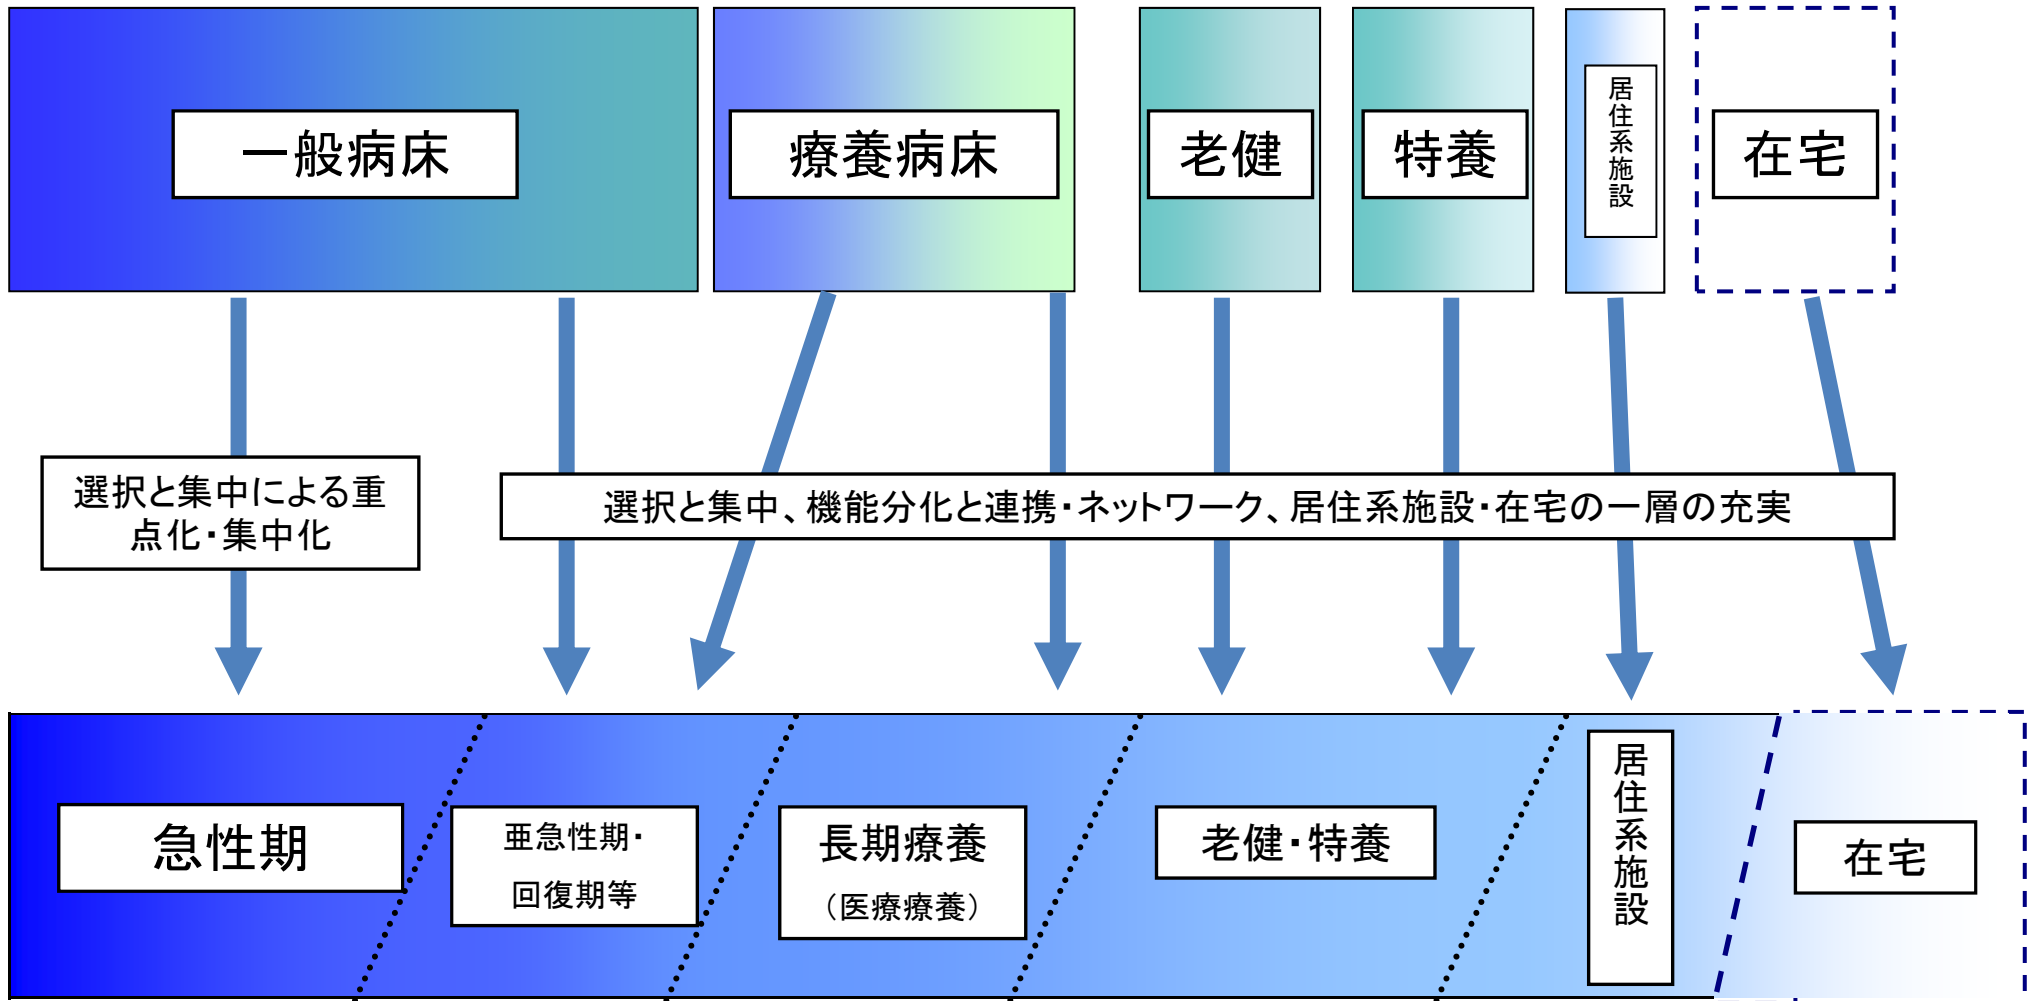 一般病床
療養病床
老健
特養
居住系施設
在宅
選択と集中による重
点化・集中化
選択と集中、機能分化と連携・ネットワーク、居住系施設・在宅の一層の充実
急性期
亜急性期・
回復期等
長期療養
（医療療養）
老健・特養
居住系施設
在宅